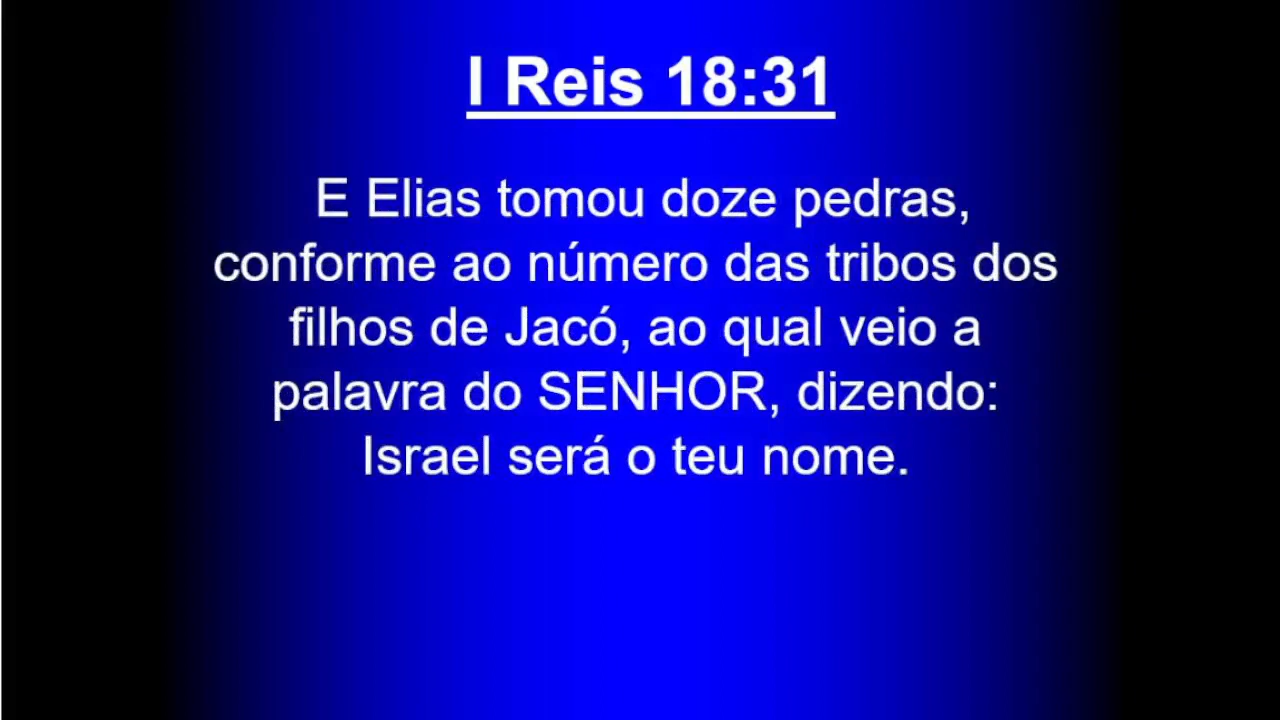 I Reis 18:31
E Elias tomou doze pedras,
conforme ao número das tribos dos
filhos de Jacó, ao qual veio a
palavra do SENHOR, dizendo:
Israel será o teu nome.